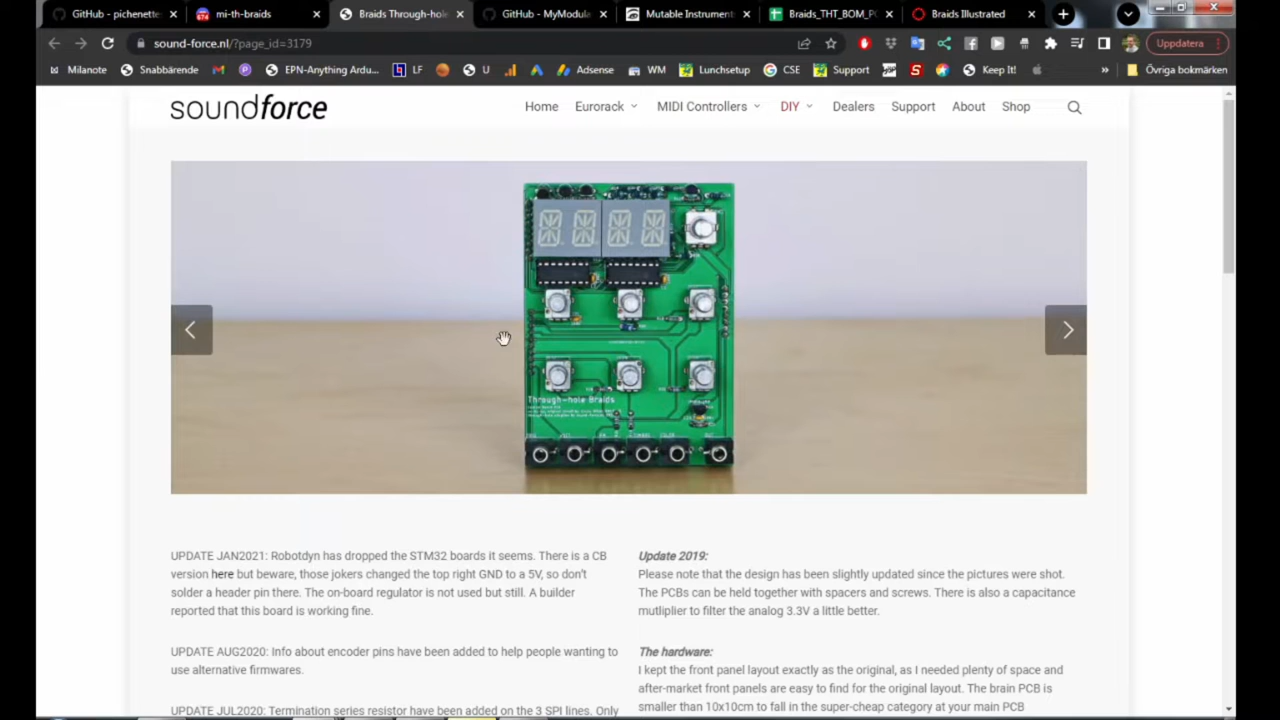 GitHub - pichenette
mi-th-braids
Braids Through-hole
GitHub - MyModula
Mutable Instrument
Braids_THT_BOM_P
Braids Illustrated
sound-force.nl/?page_id=3179
Uppdatera
Milanote
Snabbärende
EPN-Anything Ardu...
LF
U
Adsense
WM
Lunchsetup
CSE
Support
Keep It!
Övriga bokmärken
soundforce
Home
Eurorack
MIDI Controllers
DIY
Dealers
Support
About
Shop
Through-hole Braids
UPDATE JAN2021: Robotdyn has dropped the STM32 boards it seems. There is a CB
version here but beware, those jokers changed the top right GND to a 5V, so don't
solder a header pin there. The on-board regulator is not used but still. A builder
reported that this board is working fine.
UPDATE AUG2020: Info about encoder pins have been added to help people wanting to
use alternative firmwares.
UPDATE JUL2020: Termination series resistor have been added on the 3 SPI lines. Only
Update 2019:
Please note that the design has been slightly updated since the pictures were shot.
The PCBs can be held together with spacers and screws. There is also a capacitance
mutliplier to filter the analog 3.3V a little better.
The hardware:
I kept the front panel layout exactly as the original, as I needed plenty of space and
after-market front panels are easy to find for the original layout. The brain PCB is
smaller than 10x10cm to fall in the super-cheap category at your main PCB